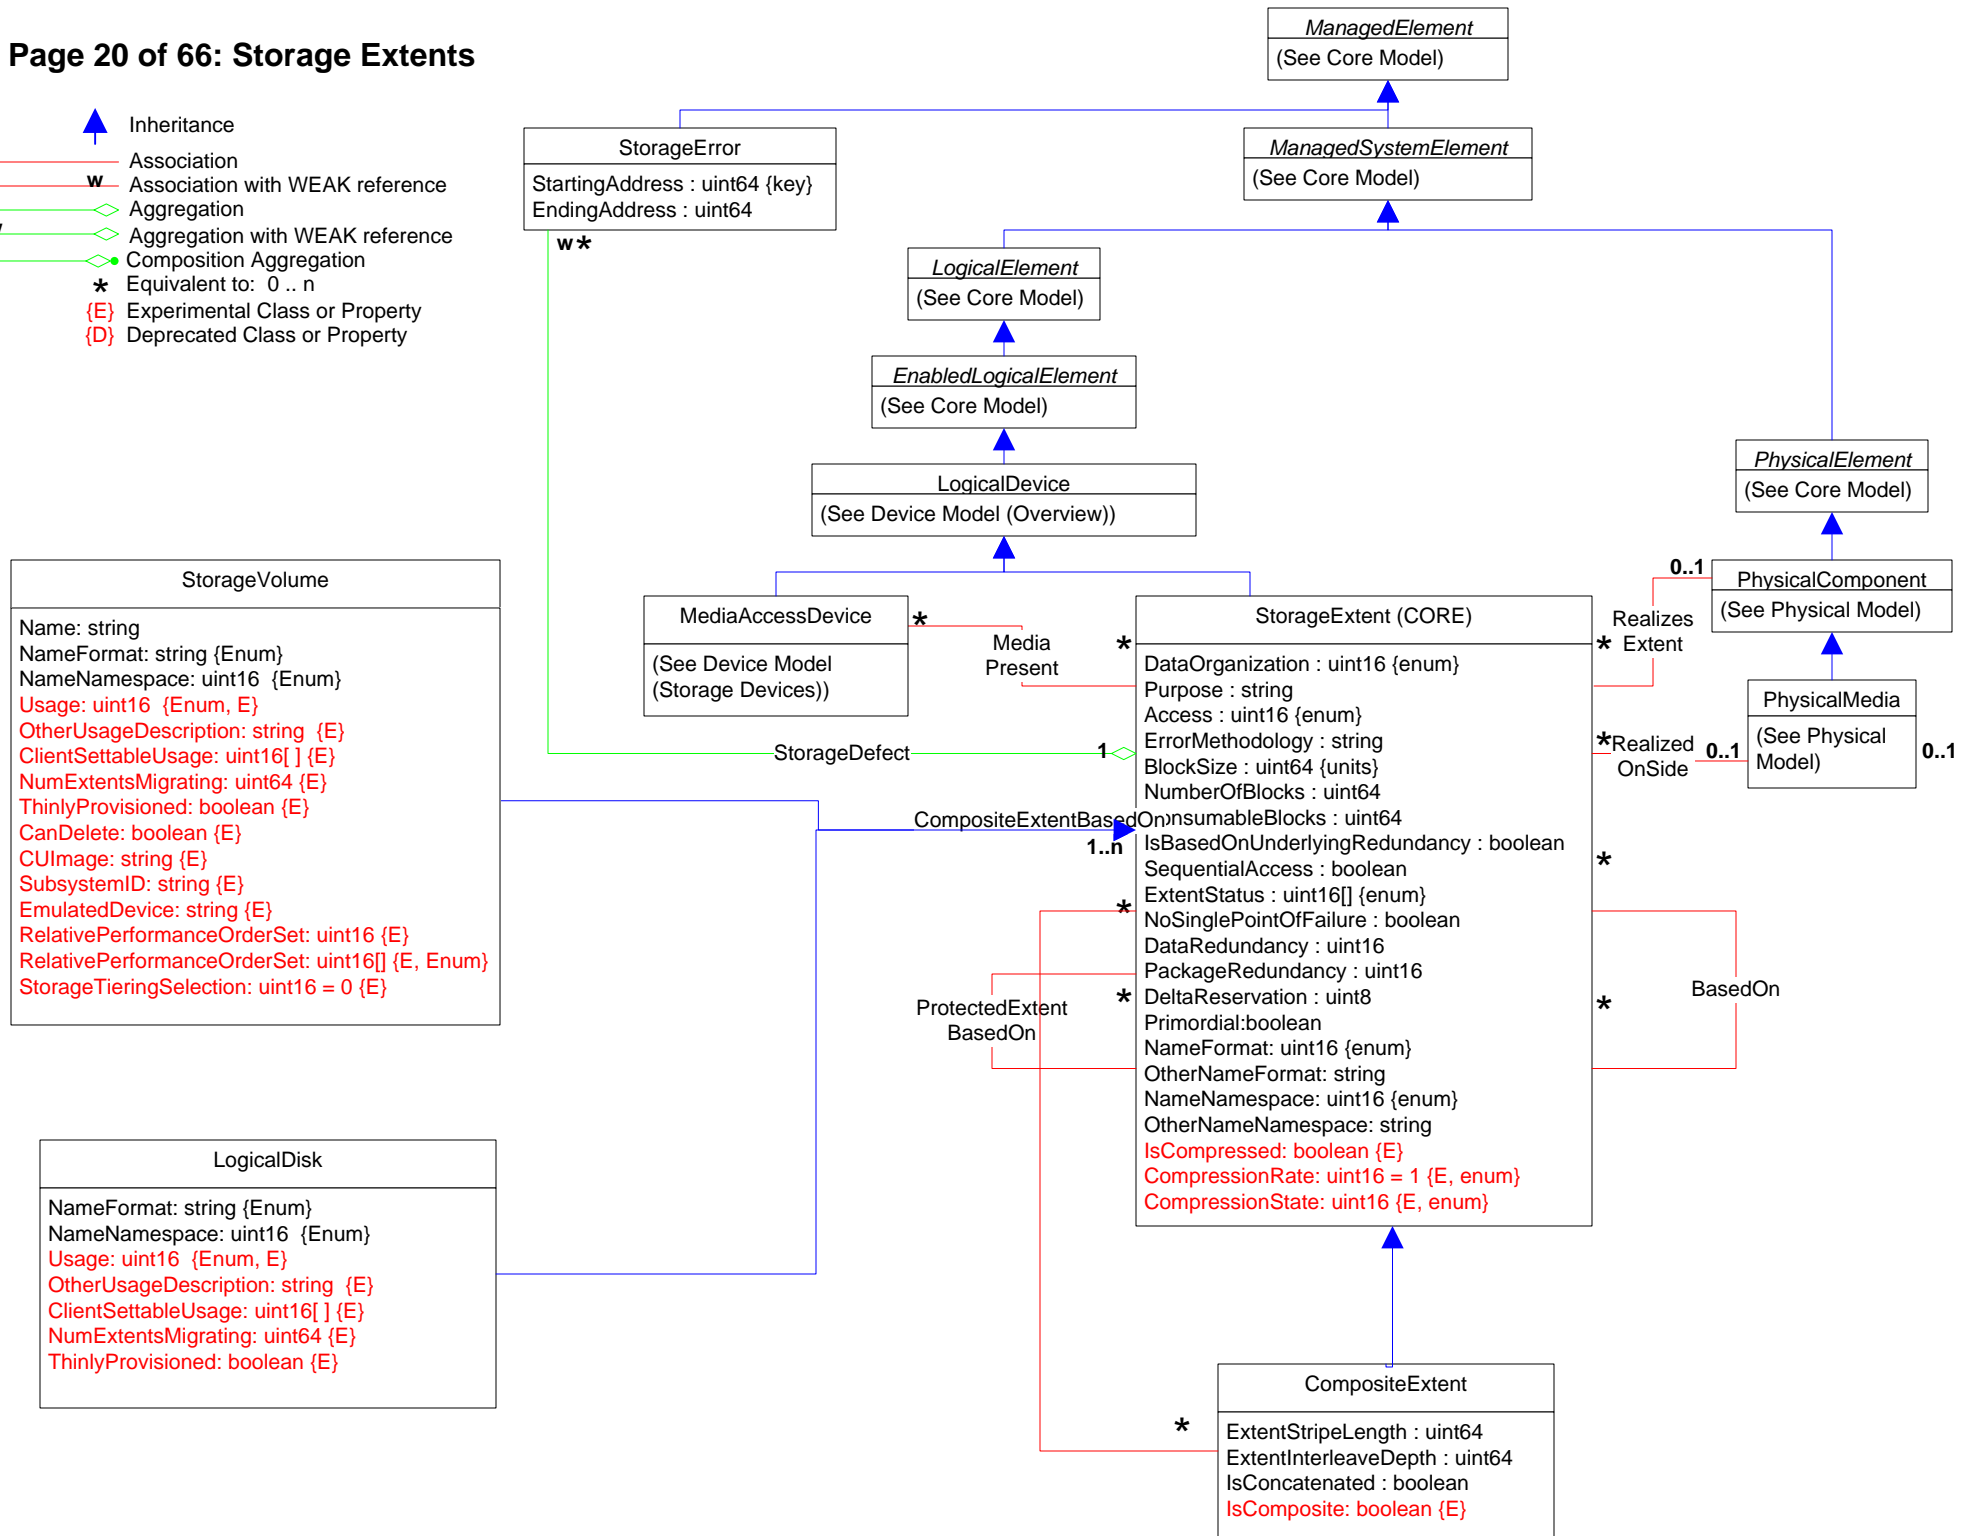 Page 20 of 66: Storage Extents
Inheritance
Association
w
Association with WEAK reference
Aggregation
Aggregation with WEAK reference
Composition Aggregation
* Equivalent to:  0 .. n
{E} Experimental Class or Property
{D} Deprecated Class or Property
ManagedElement
(See Core Model)
StorageError
StartingAddress : uint64 {key}
EndingAddress : uint64
w*
ManagedSystemElement
(See Core Model)
LogicalElement
(See Core Model)
EnabledLogicalElement
(See Core Model)
LogicalDevice
(See Device Model (Overview))
PhysicalElement
(See Core Model)
0..1
PhysicalComponent
(See Physical Model)
Realizes
Extent
*
PhysicalMedia
(See Physical
Model)
0..1
0..1
*
Realized
OnSide
MediaAccessDevice
(See Device Model
(Storage Devices))
*
Media
Present
*
StorageDefect
1
CompositeExtentBasedOn
1..n
StorageExtent (CORE)
DataOrganization : uint16 {enum}
Purpose : string
Access : uint16 {enum}
ErrorMethodology : string
BlockSize : uint64 {units}
NumberOfBlocks : uint64
onsumableBlocks : uint64
IsBasedOnUnderlyingRedundancy : boolean
SequentialAccess : boolean
ExtentStatus : uint16[] {enum}
NoSinglePointOfFailure : boolean
DataRedundancy : uint16
PackageRedundancy : uint16
DeltaReservation : uint8
Primordial:boolean
NameFormat: uint16 {enum}
OtherNameFormat: string
NameNamespace: uint16 {enum}
OtherNameNamespace: string
IsCompressed: boolean {E}
CompressionRate: uint16 = 1 {E, enum}
CompressionState: uint16 {E, enum}
*
*
BasedOn
*
*
ProtectedExtent
BasedOn
StorageVolume
Name: string
NameFormat: string {Enum}
NameNamespace: uint16  {Enum}
Usage: uint16  {Enum, E}
OtherUsageDescription: string  {E}
ClientSettableUsage: uint16[ ] {E}
NumExtentsMigrating: uint64 {E}
ThinlyProvisioned: boolean {E}
CanDelete: boolean {E}
CUImage: string {E}
SubsystemID: string {E}
EmulatedDevice: string {E}
RelativePerformanceOrderSet: uint16 {E}
RelativePerformanceOrderSet: uint16[] {E, Enum}
StorageTieringSelection: uint16 = 0 {E}
LogicalDisk
NameFormat: string {Enum}
NameNamespace: uint16  {Enum}
Usage: uint16  {Enum, E}
OtherUsageDescription: string  {E}
ClientSettableUsage: uint16[ ] {E}
NumExtentsMigrating: uint64 {E}
ThinlyProvisioned: boolean {E}
*
CompositeExtent
ExtentStripeLength : uint64
ExtentInterleaveDepth : uint64
IsConcatenated : boolean
IsComposite: boolean {E}